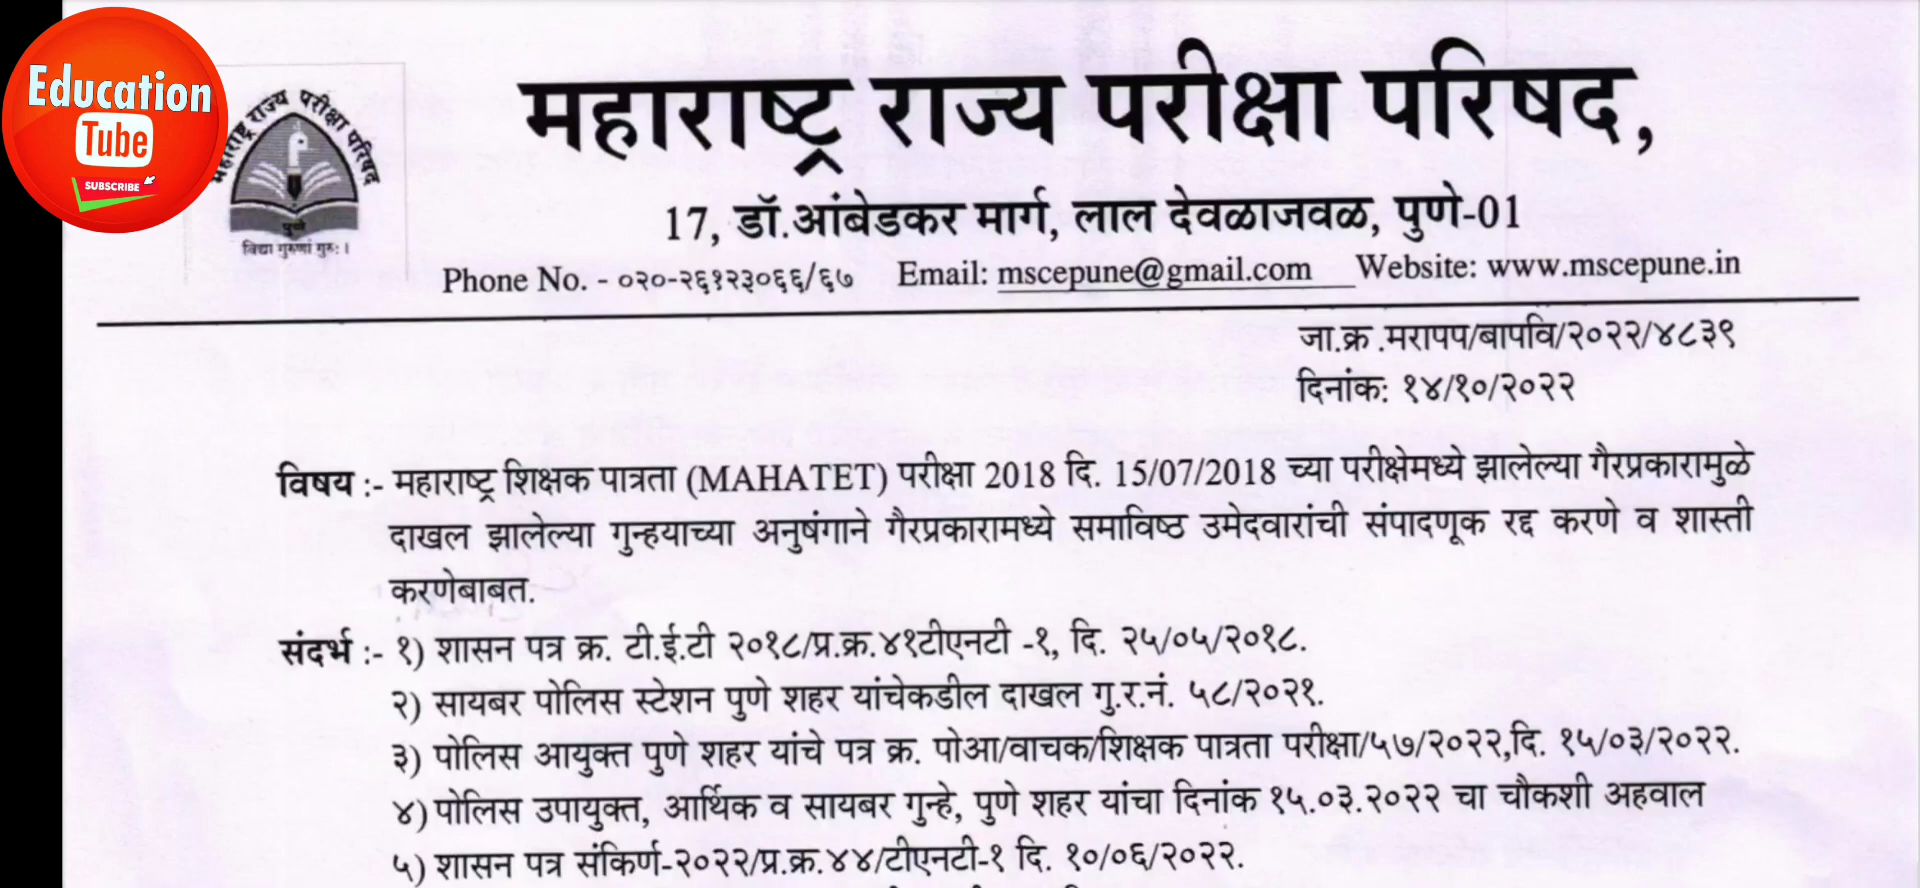 Education
Tube
SUBSCRIBE
महाराष्ट्र राज्य परीक्षा परिषद
पुणे
विद्या गुरुणां गुरुः।
महाराष्ट्र राज्य परीक्षा परिषद,
17, डॉ.आंबेडकर मार्ग, लाल देवळाजवळ, पुणे-01
Phone No. - ०२०-२६१२३०६६/६७ Email: mscepune@gmail.com Website: www.mscepune.in
जा.क्र .मरापप/बापवि/२०२२/४८३९
दिनांक: १४/१०/२०२२
विषय :- महाराष्ट्र शिक्षक पात्रता (MAHATET) परीक्षा 2018 दि. 15/07/2018 च्या परीक्षेमध्ये झालेल्या गैरप्रकारामुळे
दाखल झालेल्या गुन्हयाच्या अनुषंगाने गैरप्रकारामध्ये समाविष्ठ उमेदवारांची संपादणूक रद्द करणे व शास्ती
करणेबाबत.
संदर्भ :- १) शासन पत्र क्र. टी.ई.टी २०१८/प्र.क्र.४१टीएनटी -१, दि. २५/०५/२०१८.
२) सायबर पोलिस स्टेशन पुणे शहर यांचेकडील दाखल गु.र.नं. ५८/२०२१.
३) पोलिस आयुक्त पुणे शहर यांचे पत्र क्र. पोआ/वाचक/शिक्षक पात्रता परीक्षा/५७/२०२२,दि. १५/०३/२०२२.
४) पोलिस उपायुक्त, आर्थिक व सायबर गुन्हे, पुणे शहर यांचा दिनांक १५.०३.२०२२ चा चौकशी अहवाल
५) शासन पत्र संकिर्ण-२०२२/प्र.क्र.४४/टीएनटी-१ दि. १०/०६/२०२२.